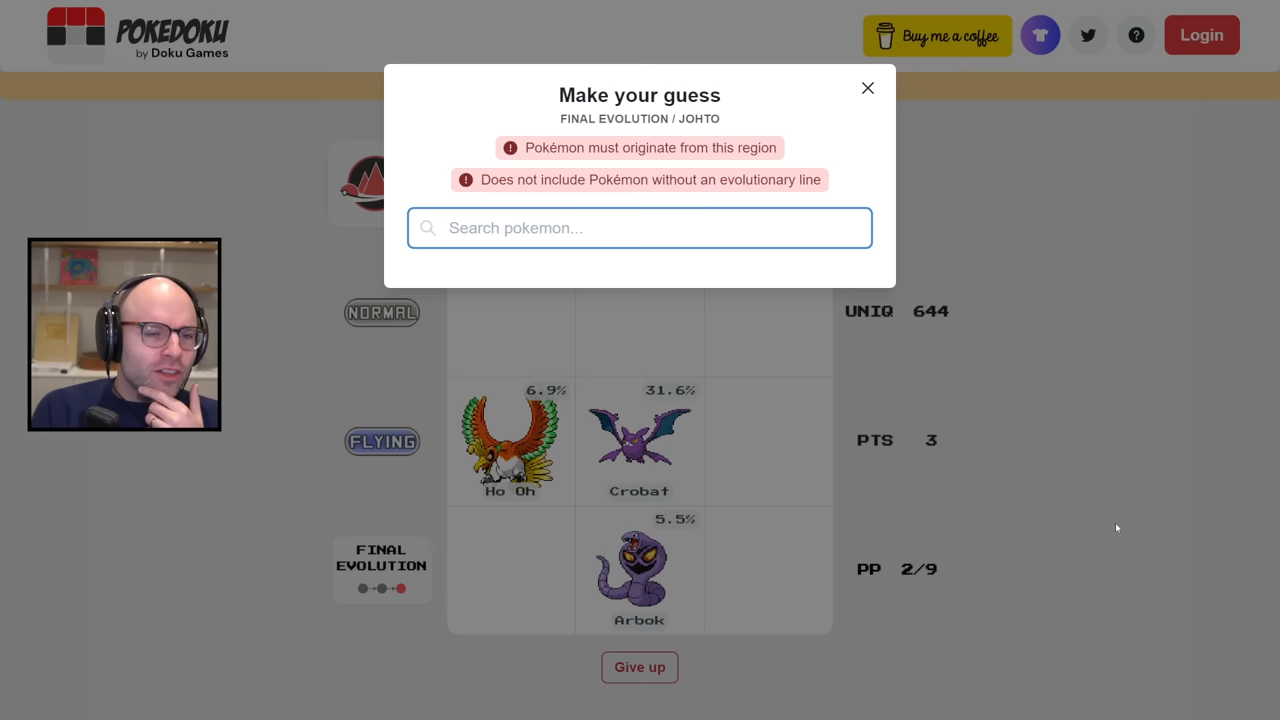 POKEDOKU
by Doku Games
Buy me a coffee
Login
Make your guess
FINAL EVOLUTION / JOHTO
Pokémon must originate from this region
Does not include Pokémon without an evolutionary line
Search pokemon...
NORMAL
UNIQ 644
6.9%
31.6%
FLYING
PTS 3
Ho Oh
Crobat
5.5%
FINAL
EVOLUTION
PP 2/9
Arbok
Give up